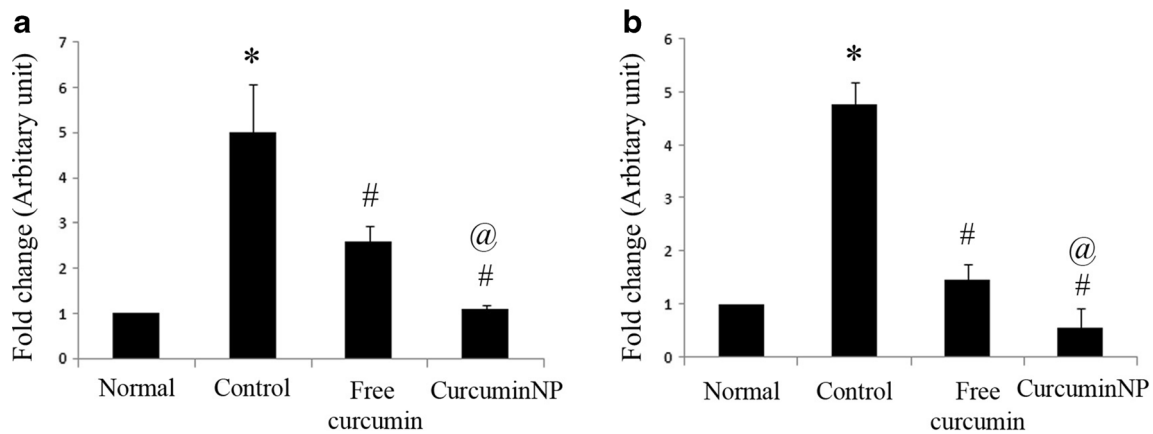 a
Fold change (Arbitary unit)
7
6
5
4
3
2
1
0
*
#
@
#
Normal
Control
Free
curcumin
CurcuminNP
b
Fold change (Arbitary unit)
6
5
4
3
2
1
0
*
#
@
#
Normal
Control
Free
curcumin
CurcuminNP